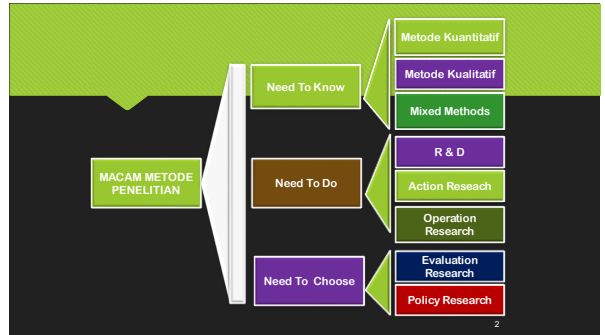 MACAM METODE
PENELITIAN
Need To Know
Metode Kuantitatif
Metode Kualitatif
Mixed Methods
Need To Do
R & D
Action Reseach
Operation
Research
Need To Choose
Evaluation
Research
Policy Research
2